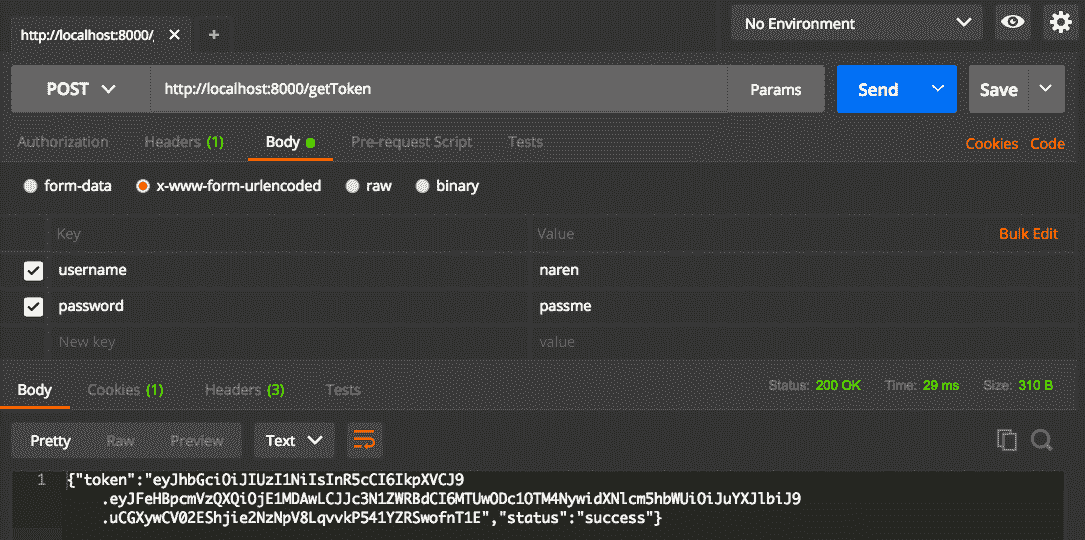 http://localhost:8000/
No Environment
POST http://localhost:8000/getToken Params Send Save
Authorization Headers (1) Body Pre-request Script Tests Cookies Code
form-data x-www-form-urlencoded raw binary
Key Value Bulk Edit
username naren
password passme
New key value
Body Cookies (1) Headers (3) Tests Status: 200 OK Time: 29 ms Size: 310 B
Pretty Raw Preview Text
1 {"token":"eyJhbGciOiJIUzI1NiIsInR5cCI6IkpXVCJ9
.eyJFeHBpcmVzQXQiOjE1MDAwLCJJc3N1ZWRBdCI6MTUwODc1OTM4NywidXNlcm5hbWUiOiJuYXJlbiJ9
.uCGXywCV02EShjie2NzNpV8LqvvkP541YZRSwofnT1E","status":"success"}